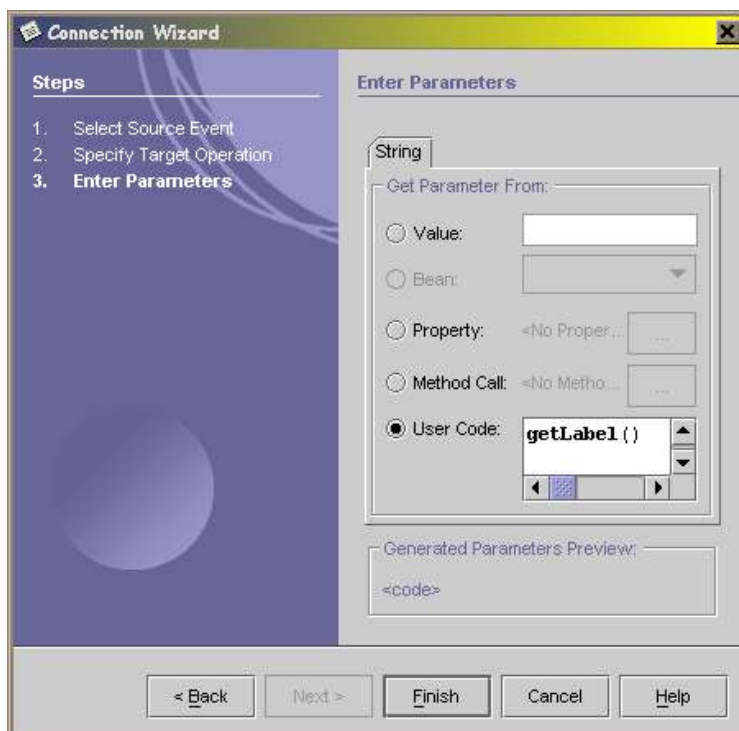 Connection Wizard
Steps
1. Select Source Event
2. Specify Target Operation
3. Enter Parameters
Enter Parameters
String
Get Parameter From:
Value:
Bean:
Property: <No Proper... ...
Method Call: <No Metho... ...
User Code: getLabel()
Generated Parameters Preview:
<code>
< Back Next > Finish Cancel Help